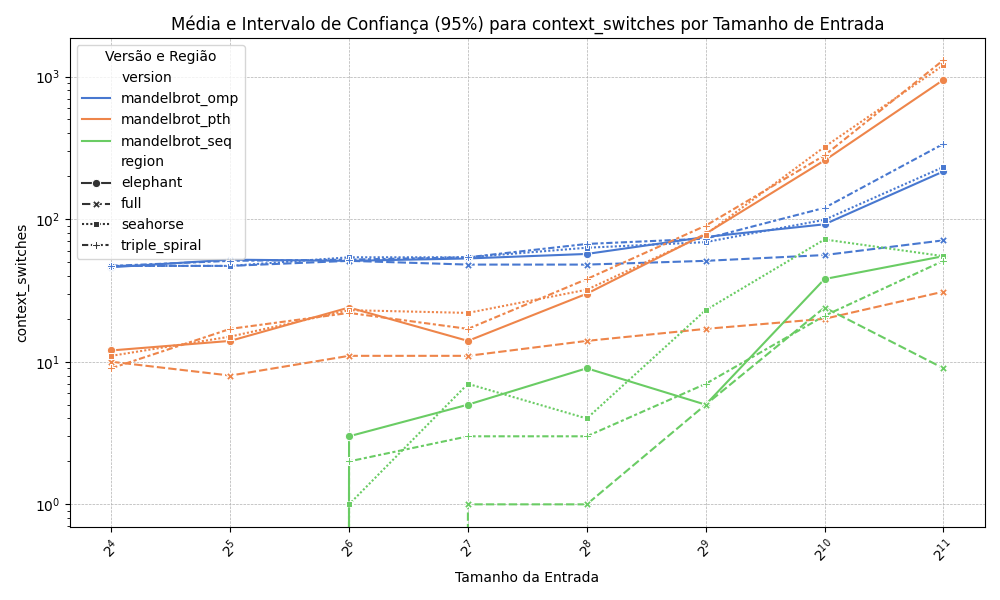 Média e Intervalo de Confiança (95%) para context_switches por Tamanho de Entrada
Versão e Região
version
mandelbrot_omp
mandelbrot_pth
mandelbrot_seq
region
elephant
full
seahorse
triple_spiral
context_switches
10³
10²
10¹
10⁰
2⁴
2⁵
2⁶
2⁷
2⁸
2⁹
2¹⁰
2¹¹
Tamanho da Entrada